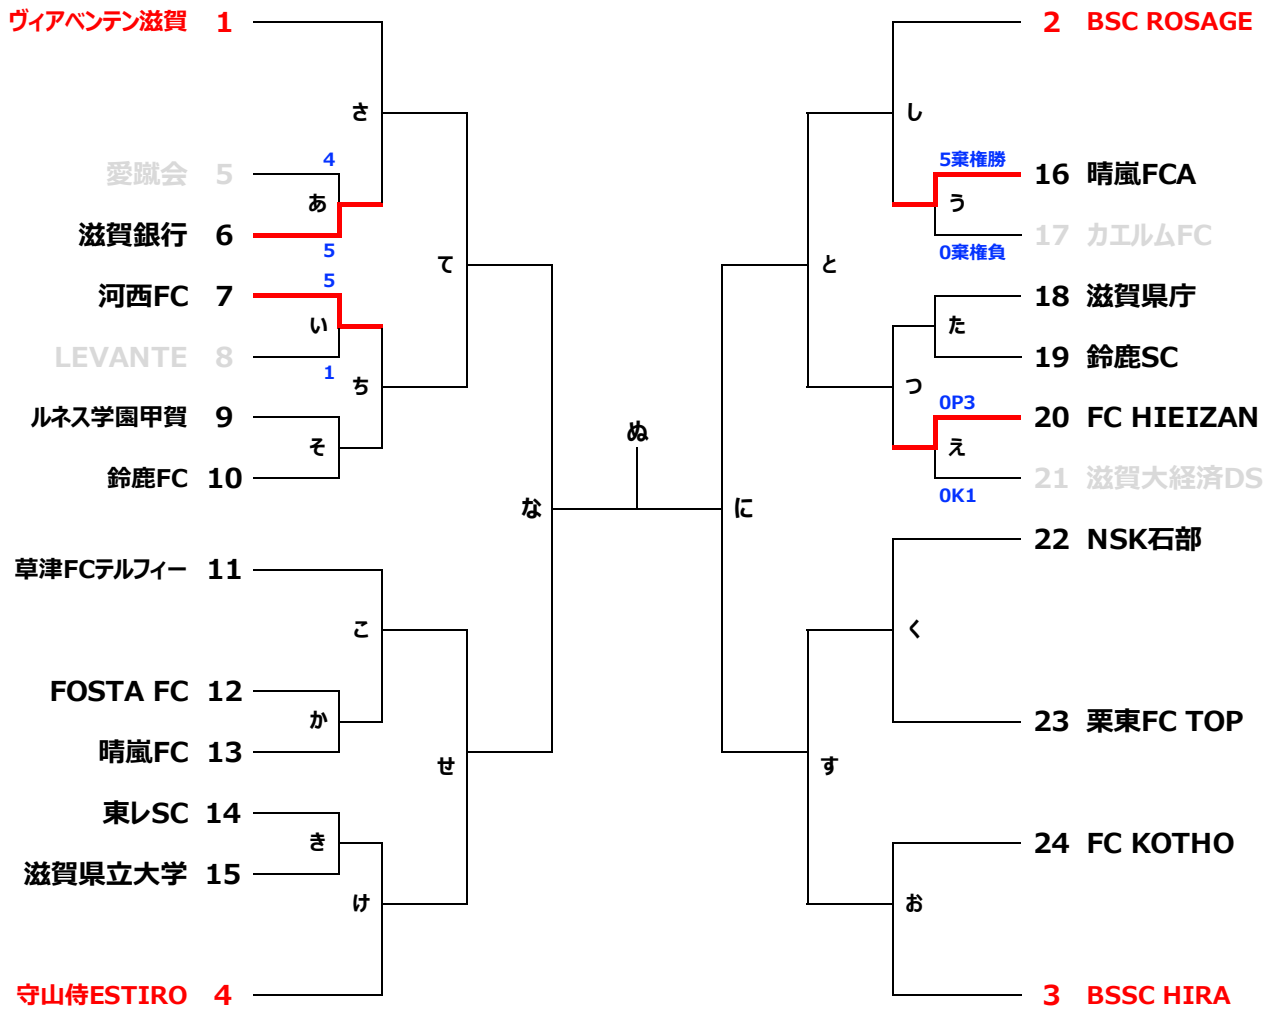 ヴィアベンテン滋賀 1
さ
愛蹴会 5
4
あ
滋賀銀行 6
5
て
河西FC 7
5
い
LEVANTE 8
1
ち
ルネス学園甲賀 9
そ
鈴鹿FC 10
な
草津FCテルフィー 11
こ
FOSTA FC 12
か
晴嵐FC 13
せ
東レSC 14
き
滋賀県立大学 15
け
守山侍ESTIRO 4
ぬ
2 BSC ROSAGE
し
5棄権勝
16 晴嵐FCA
う
17 カエルムFC
0棄権負
と
18 滋賀県庁
た
19 鈴鹿SC
つ
0P3
20 FC HIEIZAN
え
21 滋賀大経済DS
0K1
に
22 NSK石部
く
23 栗東FC TOP
す
24 FC KOTHO
お
3 BSSC HIRA